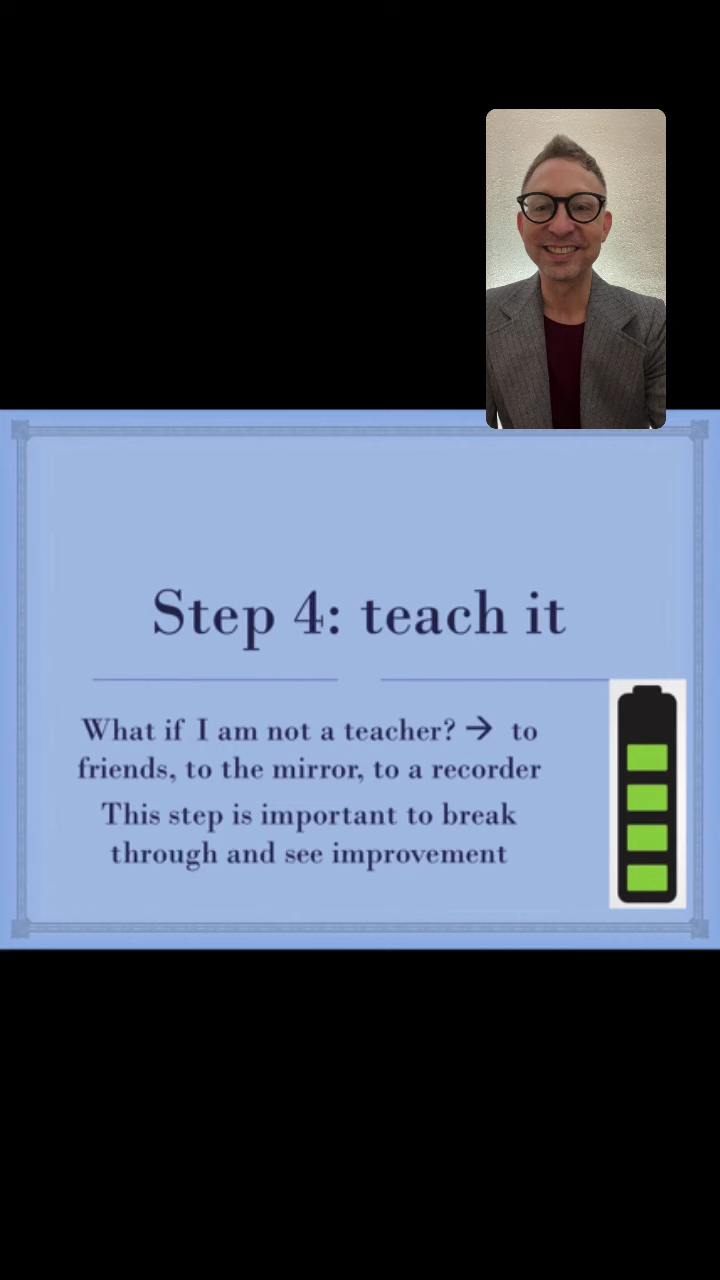 Step 4: teach it
What if I am not a teacher? → to
friends, to the mirror, to a recorder
This step is important to break
through and see improvement